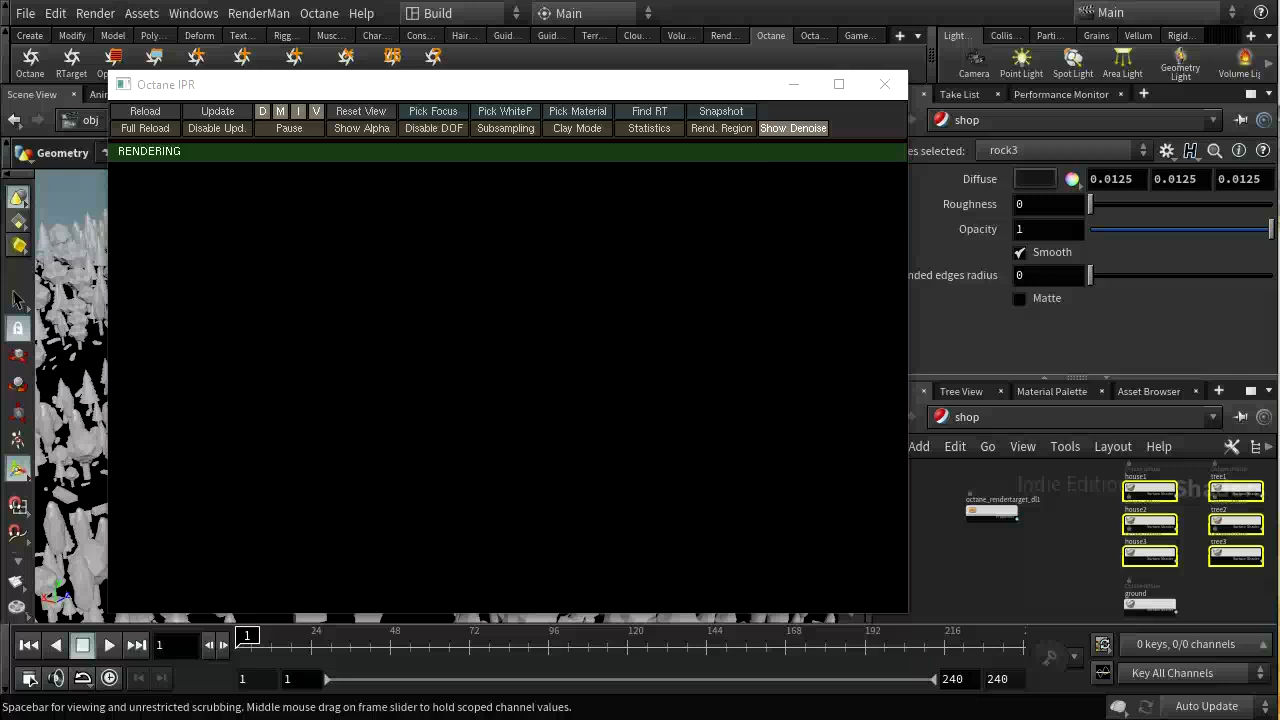 File Edit Render Assets Windows RenderMan Octane Help Build Main Main
Create Modify Model Poly... Deform Text... Rigg... Musc... Char... Cons... Hair... Guid... Guid... Terr... Clou... Volu... Rend... Octane Octa... Game... Light... Collis... Parti... Grains Vellum Rigid...
Octane RTarget Camera Point Light Spot Light Area Light Geometry Light Volume Li
Scene View Take List Performance Monitor
obj shop
Geometry
Octane IPR
Reload Update D M I V Reset View Pick Focus Pick WhiteP Pick Material Find RT Snapshot
Full Reload Disable Upd. Pause Show Alpha Disable DOF Subsampling Clay Mode Statistics Rend. Region Show Denoise
RENDERING
es selected: rock3
Diffuse 0.0125 0.0125 0.0125
Roughness 0
Opacity 1
Smooth
nded edges radius 0
Matte
Tree View Material Palette Asset Browser
shop
Add Edit Go View Tools Layout Help
Indie Edition
octane_rendertarget_dl1
house1 tree1
house2 tree2
house3 tree3
ground
1 1 24 48 72 96 120 144 168 192 216
0 keys, 0/0 channels
1 1 240 240
Key All Channels
Spacebar for viewing and unrestricted scrubbing. Middle mouse drag on frame slider to hold scoped channel values.
Auto Update